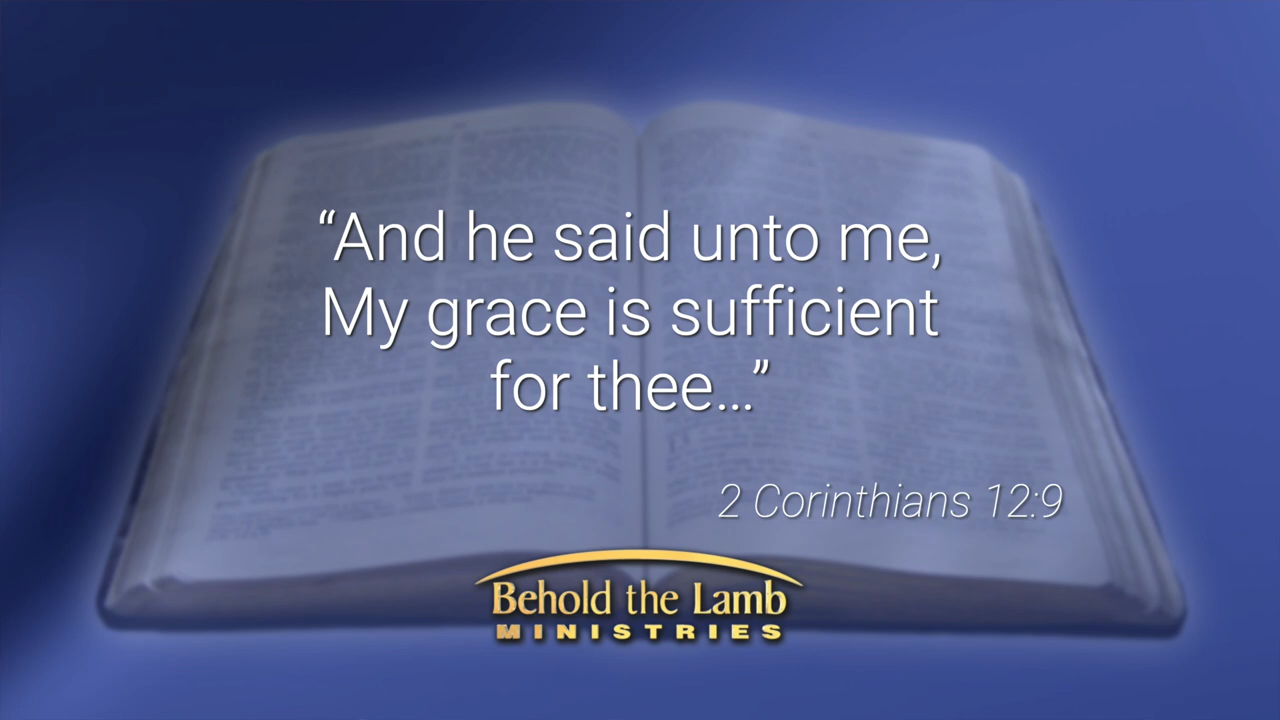 “And he said unto me,
My grace is sufficient
for thee...”
2 Corinthians 12:9
Behold the Lamb
MINISTRIES